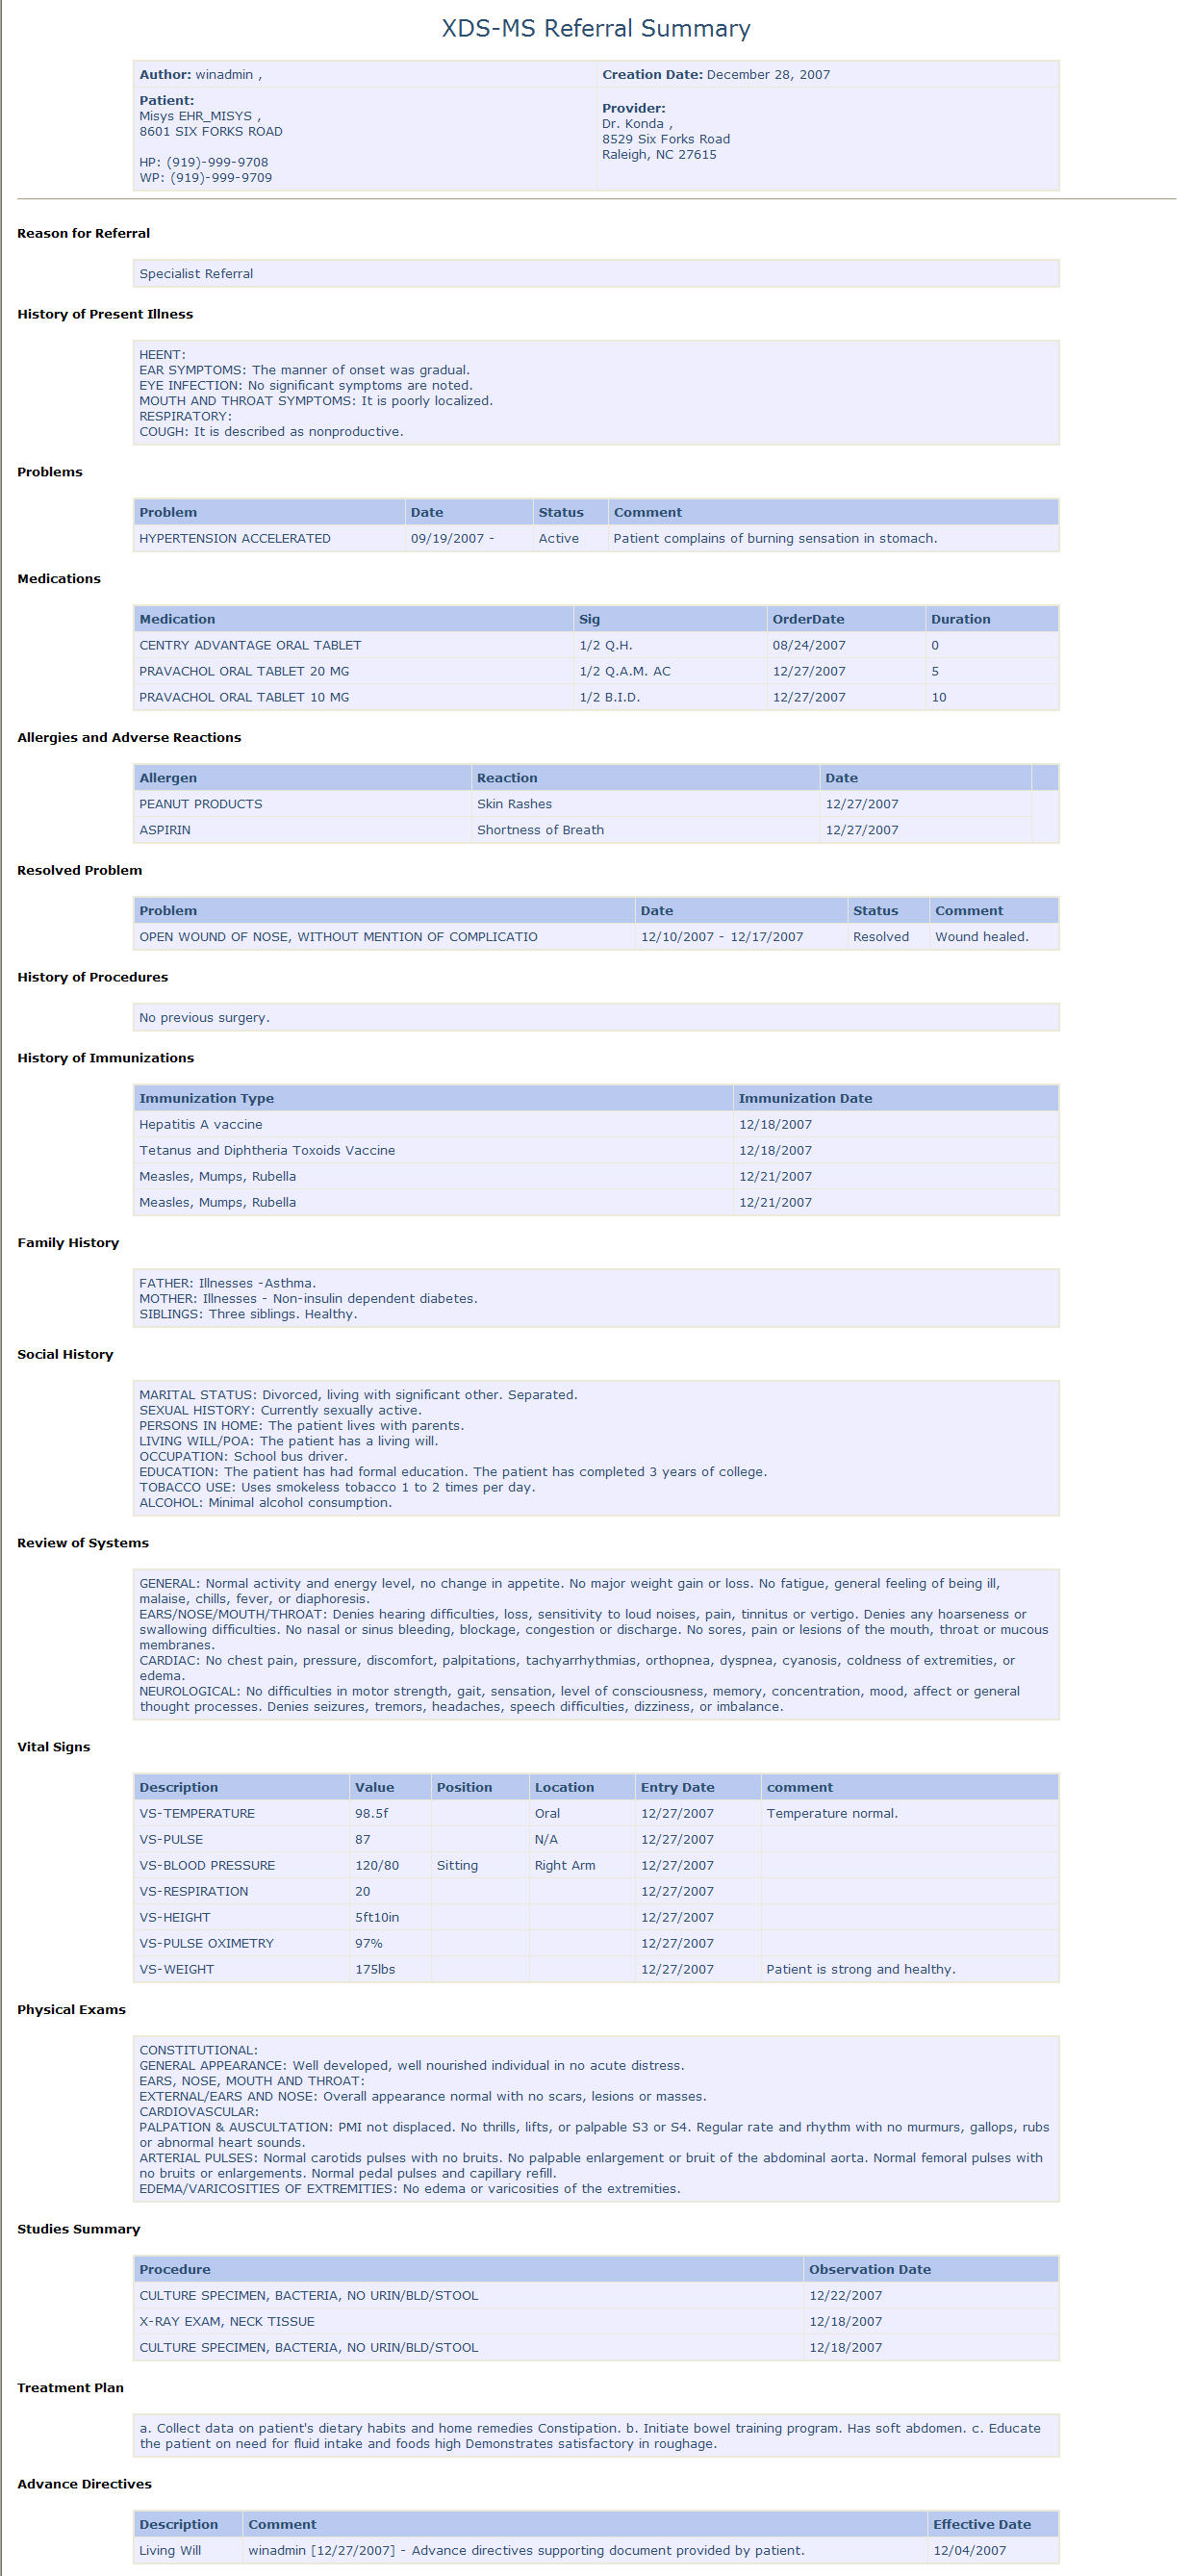 XDS-MS Referral Summary
Author: winadmin ,
Creation Date: December 28, 2007
Patient:
Misys EHR_MISYS ,
8601 SIX FORKS ROAD
HP: (919)-999-9708
WP: (919)-999-9709
Provider:
Dr. Konda ,
8529 Six Forks Road
Raleigh, NC 27615
Reason for Referral
Specialist Referral
History of Present Illness
HEENT:
EAR SYMPTOMS: The manner of onset was gradual.
EYE INFECTION: No significant symptoms are noted.
MOUTH AND THROAT SYMPTOMS: It is poorly localized.
RESPIRATORY:
COUGH: It is described as nonproductive.
Problems
Problem Date Status Comment
HYPERTENSION ACCELERATED 09/19/2007 - Active Patient complains of burning sensation in stomach.
Medications
Medication Sig OrderDate Duration
CENTRY ADVANTAGE ORAL TABLET 1/2 Q.H. 08/24/2007 0
PRAVACHOL ORAL TABLET 20 MG 1/2 Q.A.M. AC 12/27/2007 5
PRAVACHOL ORAL TABLET 10 MG 1/2 B.I.D. 12/27/2007 10
Allergies and Adverse Reactions
Allergen Reaction Date
PEANUT PRODUCTS Skin Rashes 12/27/2007
ASPIRIN Shortness of Breath 12/27/2007
Resolved Problem
Problem Date Status Comment
OPEN WOUND OF NOSE, WITHOUT MENTION OF COMPLICATIO 12/10/2007 - 12/17/2007 Resolved Wound healed.
History of Procedures
No previous surgery.
History of Immunizations
Immunization Type Immunization Date
Hepatitis A vaccine 12/18/2007
Tetanus and Diphtheria Toxoids Vaccine 12/18/2007
Measles, Mumps, Rubella 12/21/2007
Measles, Mumps, Rubella 12/21/2007
Family History
FATHER: Illnesses -Asthma.
MOTHER: Illnesses - Non-insulin dependent diabetes.
SIBLINGS: Three siblings. Healthy.
Social History
MARITAL STATUS: Divorced, living with significant other. Separated.
SEXUAL HISTORY: Currently sexually active.
PERSONS IN HOME: The patient lives with parents.
LIVING WILL/POA: The patient has a living will.
OCCUPATION: School bus driver.
EDUCATION: The patient has had formal education. The patient has completed 3 years of college.
TOBACCO USE: Uses smokeless tobacco 1 to 2 times per day.
ALCOHOL: Minimal alcohol consumption.
Review of Systems
GENERAL: Normal activity and energy level, no change in appetite. No major weight gain or loss. No fatigue, general feeling of being ill,
malaise, chills, fever, or diaphoresis.
EARS/NOSE/MOUTH/THROAT: Denies hearing difficulties, loss, sensitivity to loud noises, pain, tinnitus or vertigo. Denies any hoarseness or
swallowing difficulties. No nasal or sinus bleeding, blockage, congestion or discharge. No sores, pain or lesions of the mouth, throat or mucous
membranes.
CARDIAC: No chest pain, pressure, discomfort, palpitations, tachyarrhythmias, orthopnea, dyspnea, cyanosis, coldness of extremities, or
edema.
NEUROLOGICAL: No difficulties in motor strength, gait, sensation, level of consciousness, memory, concentration, mood, affect or general
thought processes. Denies seizures, tremors, headaches, speech difficulties, dizziness, or imbalance.
Vital Signs
Description Value Position Location Entry Date comment
VS-TEMPERATURE 98.5f Oral 12/27/2007 Temperature normal.
VS-PULSE 87 N/A 12/27/2007
VS-BLOOD PRESSURE 120/80 Sitting Right Arm 12/27/2007
VS-RESPIRATION 20 12/27/2007
VS-HEIGHT 5ft10in 12/27/2007
VS-PULSE OXIMETRY 97% 12/27/2007
VS-WEIGHT 175lbs 12/27/2007 Patient is strong and healthy.
Physical Exams
CONSTITUTIONAL:
GENERAL APPEARANCE: Well developed, well nourished individual in no acute distress.
EARS, NOSE, MOUTH AND THROAT:
EXTERNAL/EARS AND NOSE: Overall appearance normal with no scars, lesions or masses.
CARDIOVASCULAR:
PALPATION & AUSCULTATION: PMI not displaced. No thrills, lifts, or palpable S3 or S4. Regular rate and rhythm with no murmurs, gallops, rubs
or abnormal heart sounds.
ARTERIAL PULSES: Normal carotids pulses with no bruits. No palpable enlargement or bruit of the abdominal aorta. Normal femoral pulses with
no bruits or enlargements. Normal pedal pulses and capillary refill.
EDEMA/VARICOSITIES OF EXTREMITIES: No edema or varicosities of the extremities.
Studies Summary
Procedure Observation Date
CULTURE SPECIMEN, BACTERIA, NO URIN/BLD/STOOL 12/22/2007
X-RAY EXAM, NECK TISSUE 12/18/2007
CULTURE SPECIMEN, BACTERIA, NO URIN/BLD/STOOL 12/18/2007
Treatment Plan
a. Collect data on patient's dietary habits and home remedies Constipation. b. Initiate bowel training program. Has soft abdomen. c. Educate
the patient on need for fluid intake and foods high Demonstrates satisfactory in roughage.
Advance Directives
Description Comment Effective Date
Living Will winadmin [12/27/2007] - Advance directives supporting document provided by patient. 12/04/2007